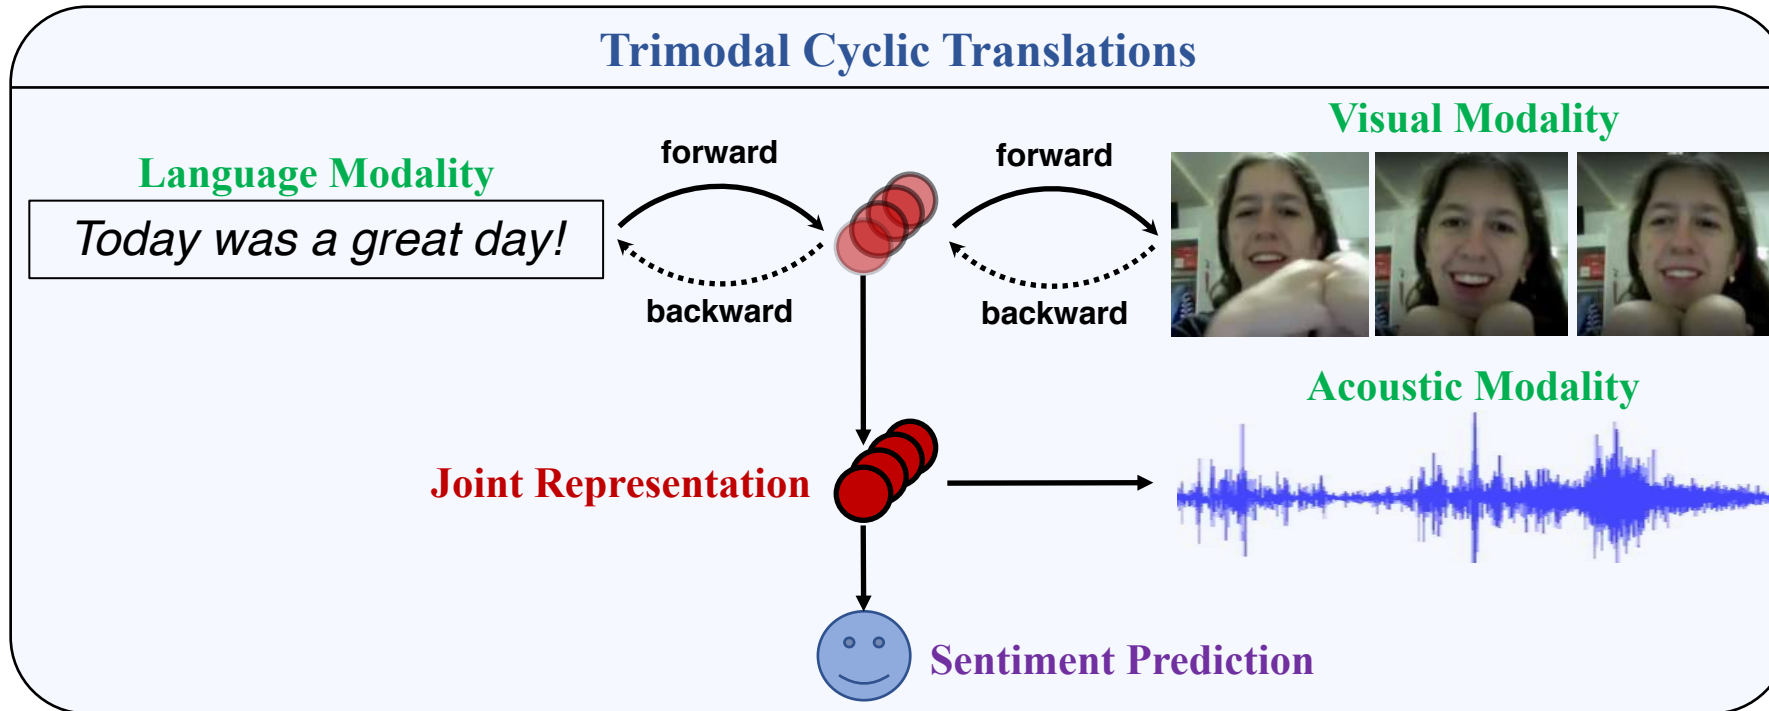 Trimodal Cyclic Translations
Visual Modality
forward
forward
Language Modality
Today was a great day!
backward
backward
Acoustic Modality
Joint Representation
Sentiment Prediction